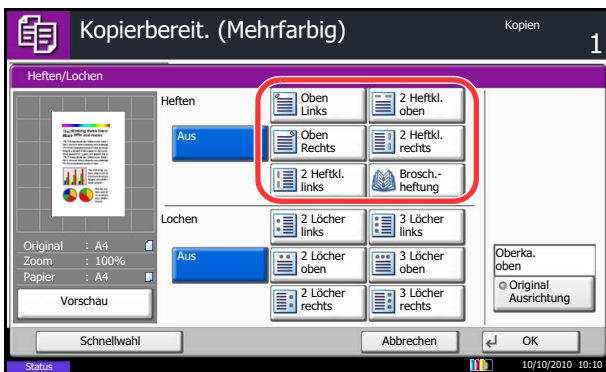 Kopierbereit. (Mehrfarbig)
Kopien
1
Heften/Lochen
Heften
Aus
Oben
Links
2 Heftkl.
oben
Oben
Rechts
2 Heftkl.
rechts
2 Heftkl.
links
Brosch.-
heftung
Lochen
Aus
2 Löcher
links
3 Löcher
links
2 Löcher
oben
3 Löcher
oben
2 Löcher
rechts
3 Löcher
rechts
Original : A4
Zoom : 100%
Papier : A4
Vorschau
Oberka.
oben
Original
Ausrichtung
Schnellwahl
Abbrechen
OK
Status
10/10/2010 10:10